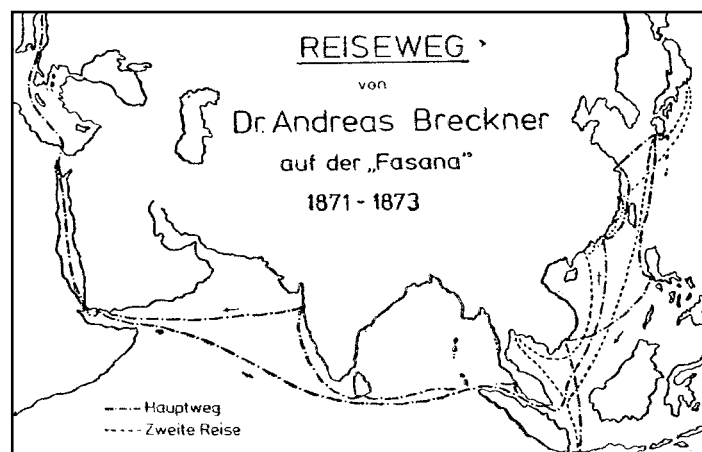 REISEWEG
von
Dr. Andreas Breckner
auf der „Fasana"
1871 - 1873
Hauptweg
Zweite Reise